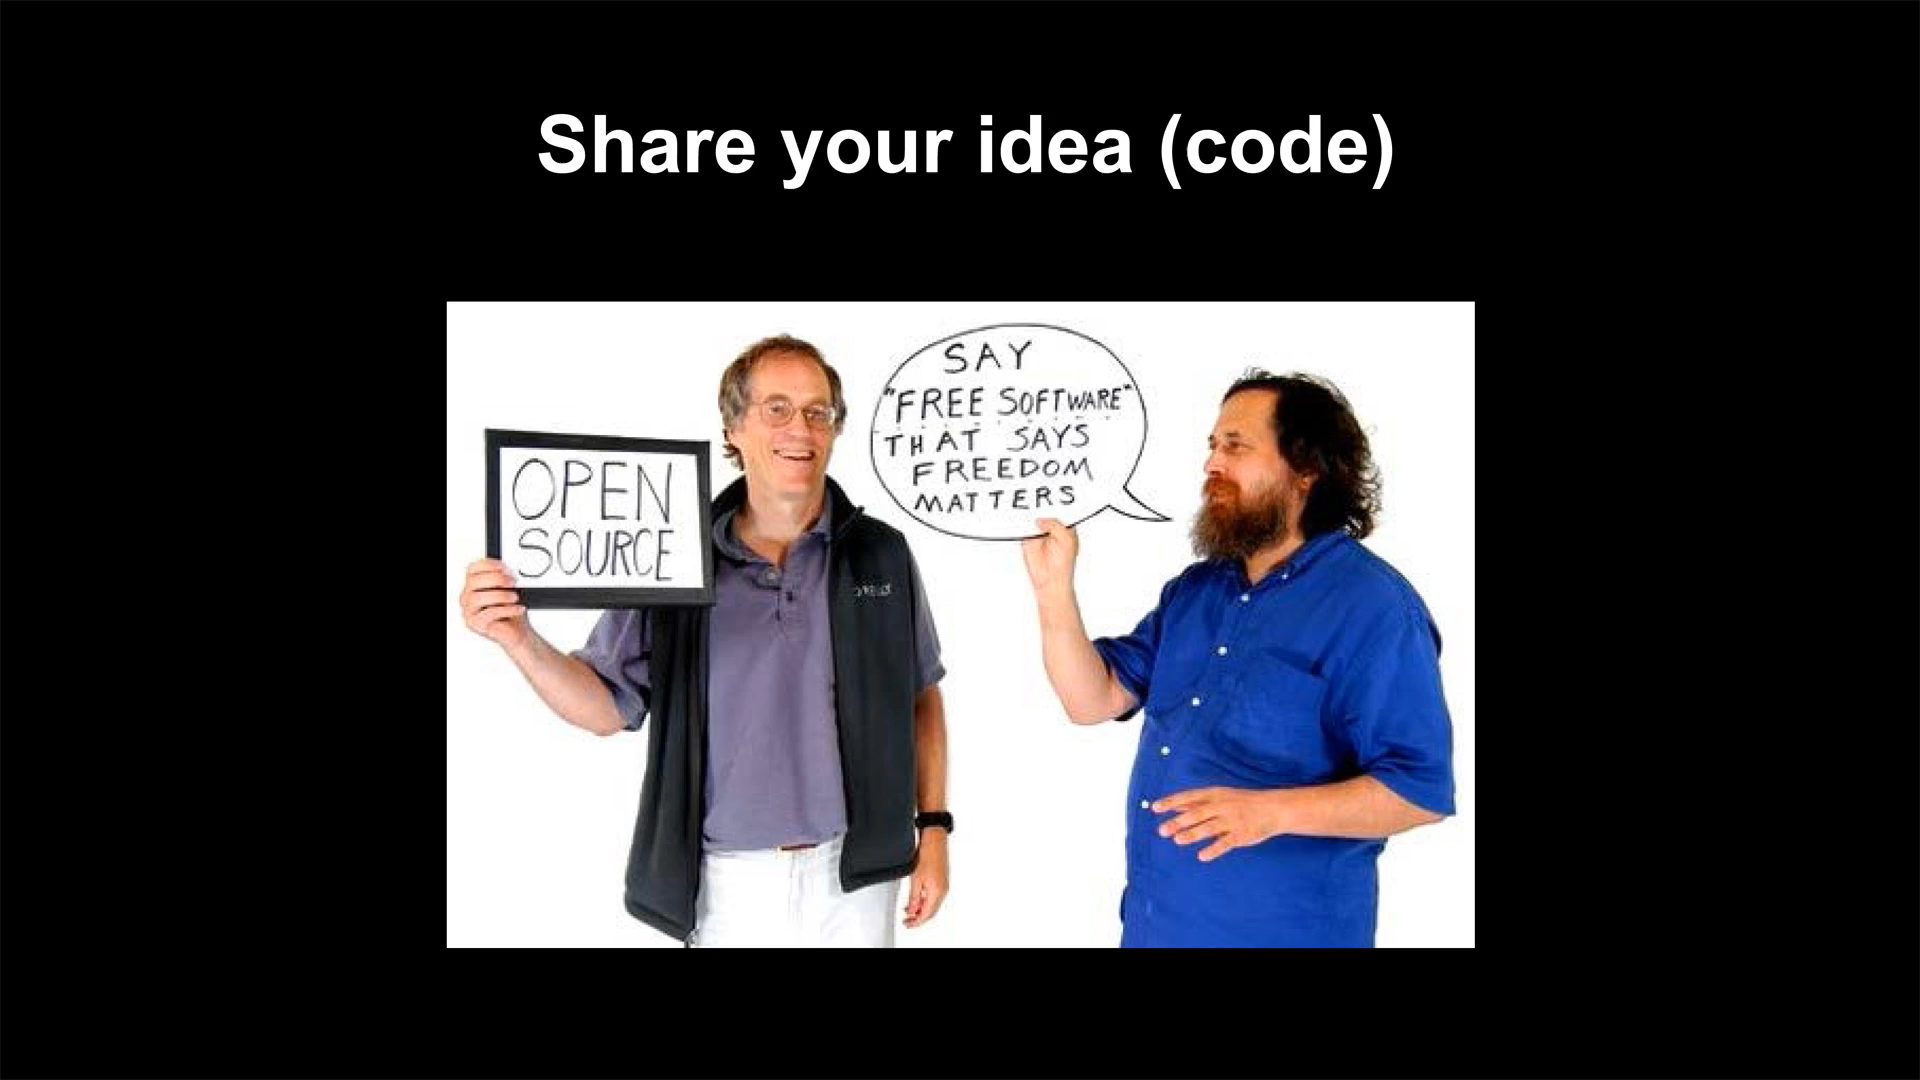 Share your idea (code)
OPEN
SOURCE
SAY
"FREE SOFTWARE"
THAT SAYS
FREEDOM
MATTERS